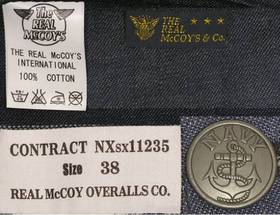 THE
REAL
McCOY'S
THE REAL McCOY'S
INTERNATIONAL
100% COTTON
THE
REAL
McCOY'S & Co.
CONTRACT NXsx11235
Size 38
REAL McCOY OVERALLS CO.
NAVY